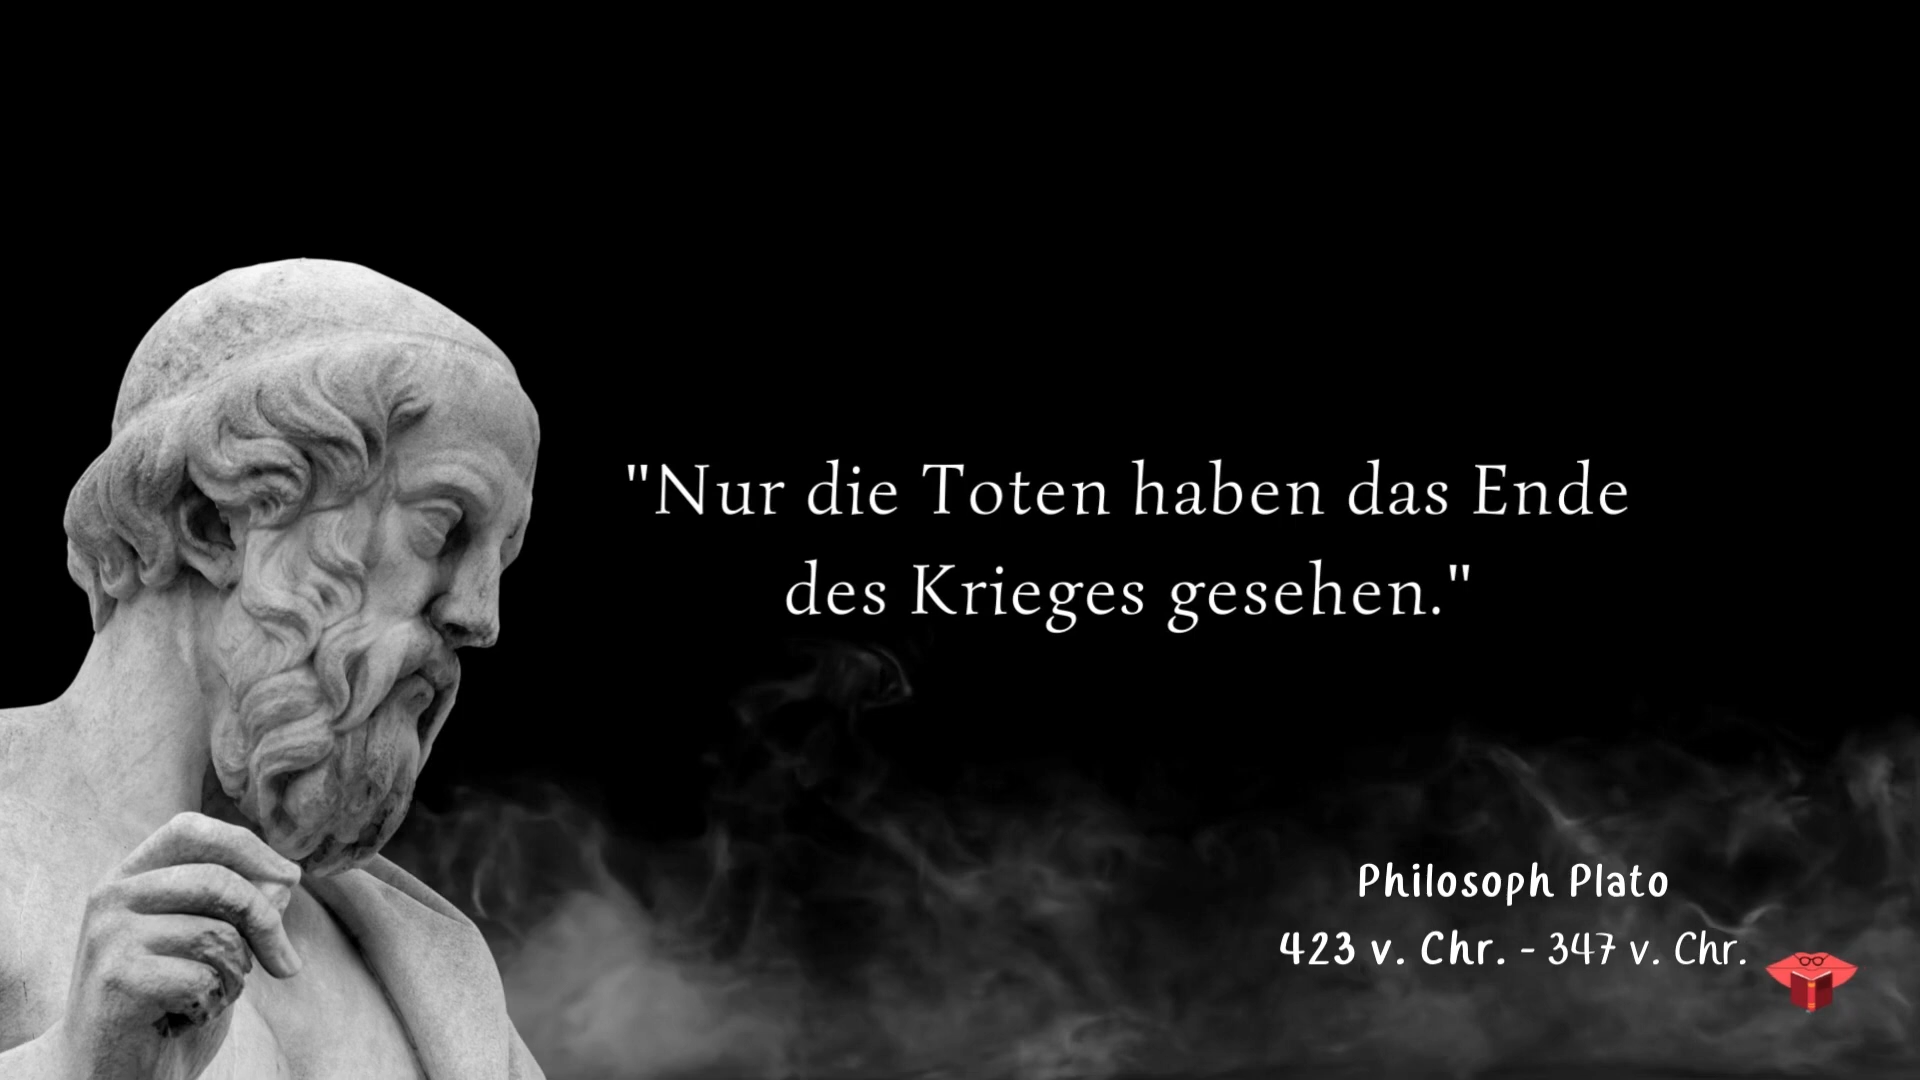 "Nur die Toten haben das Ende
des Krieges gesehen."
Philosoph Plato
423 v. Chr. - 347 v. Chr.